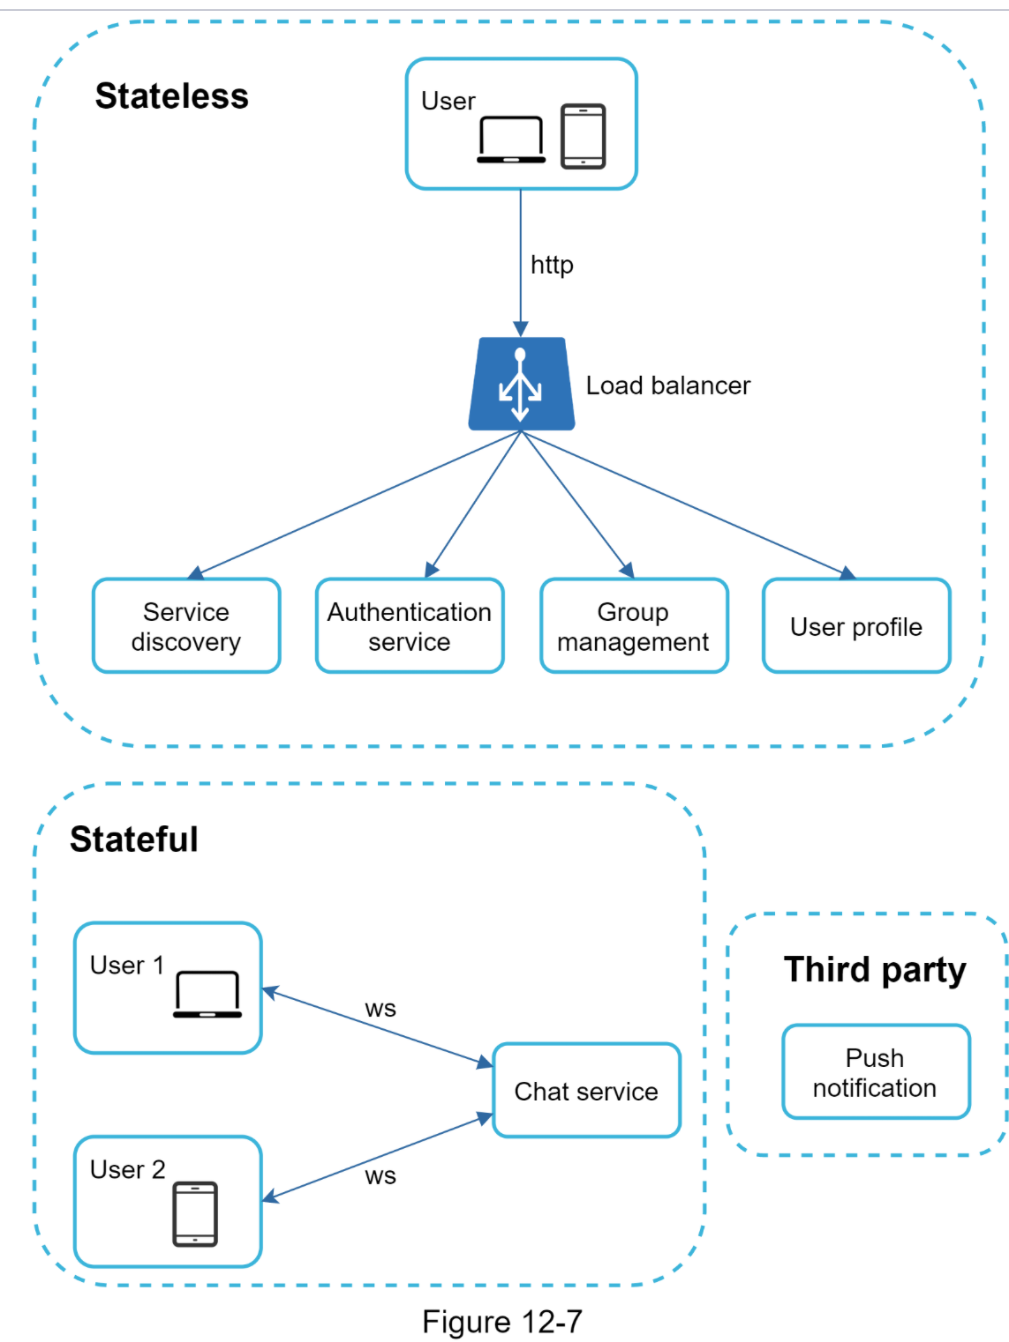 Stateless
User
http
Load balancer
Service
discovery
Authentication
service
Group
management
User profile
Stateful
User 1
ws
Chat service
User 2
ws
Third party
Push
notification
Figure 12-7